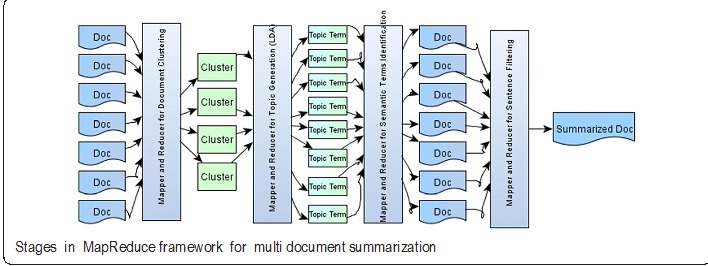 Doc
Doc
Doc
Doc
Doc
Doc
Doc
Mapper and Reducer for Document Clustering
Cluster
Cluster
Cluster
Cluster
Mapper and Reducer for Topic Generation (LDA)
Topic Term
Topic Term
Topic Term
Topic Term
Topic Term
Topic Term
Topic Term
Topic Term
Mapper and Reducer for Semantic Terms Identification
Doc
Doc
Doc
Doc
Doc
Doc
Doc
Mapper and Reducer for Sentence Filtering
Summarized Doc
Stages in MapReduce framework for multi document summarization